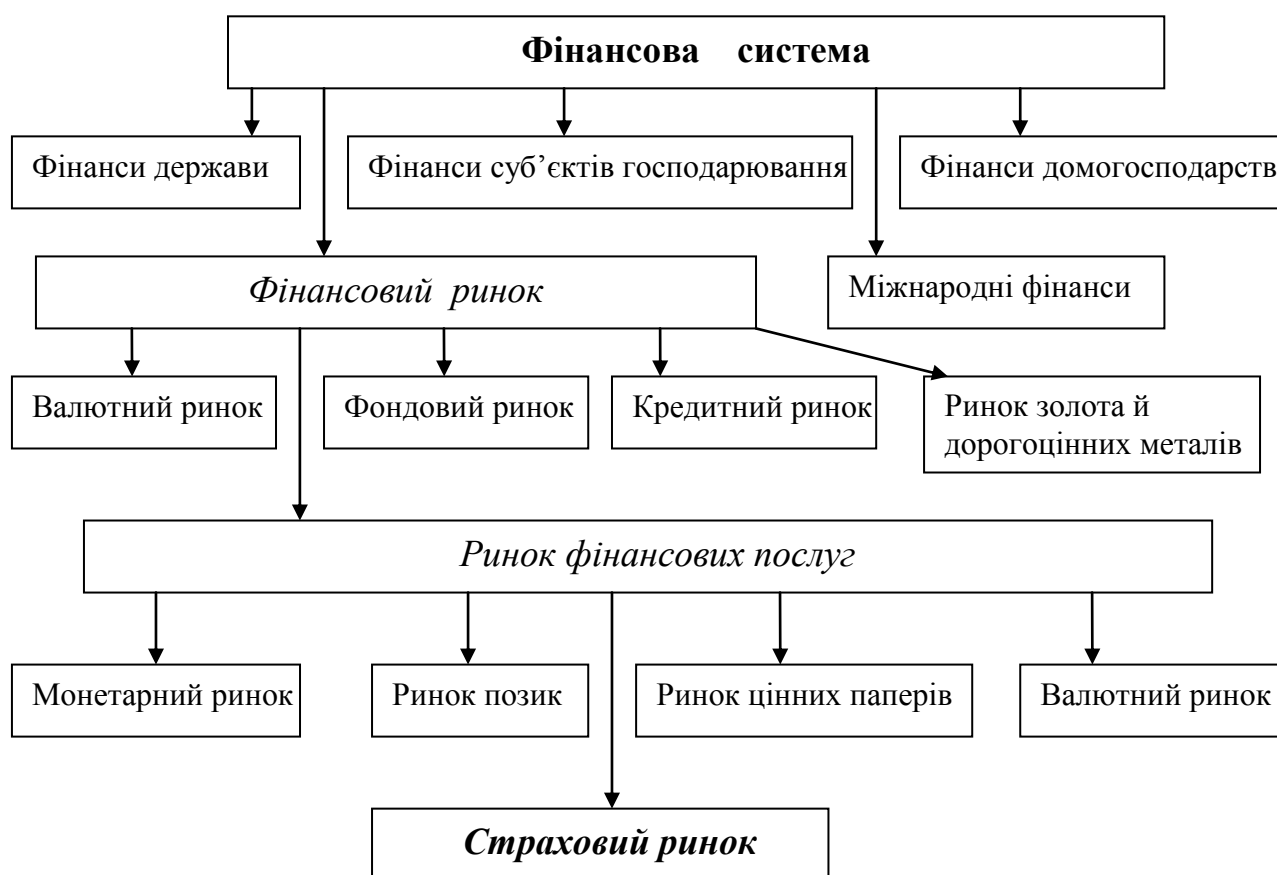 Фінансова система
Фінанси держави
Фінанси суб’єктів господарювання
Фінанси домогосподарств
Фінансовий ринок
Міжнародні фінанси
Валютний ринок
Фондовий ринок
Кредитний ринок
Ринок золота й
дорогоцінних металів
Ринок фінансових послуг
Монетарний ринок
Ринок позик
Ринок цінних паперів
Валютний ринок
Страховий ринок